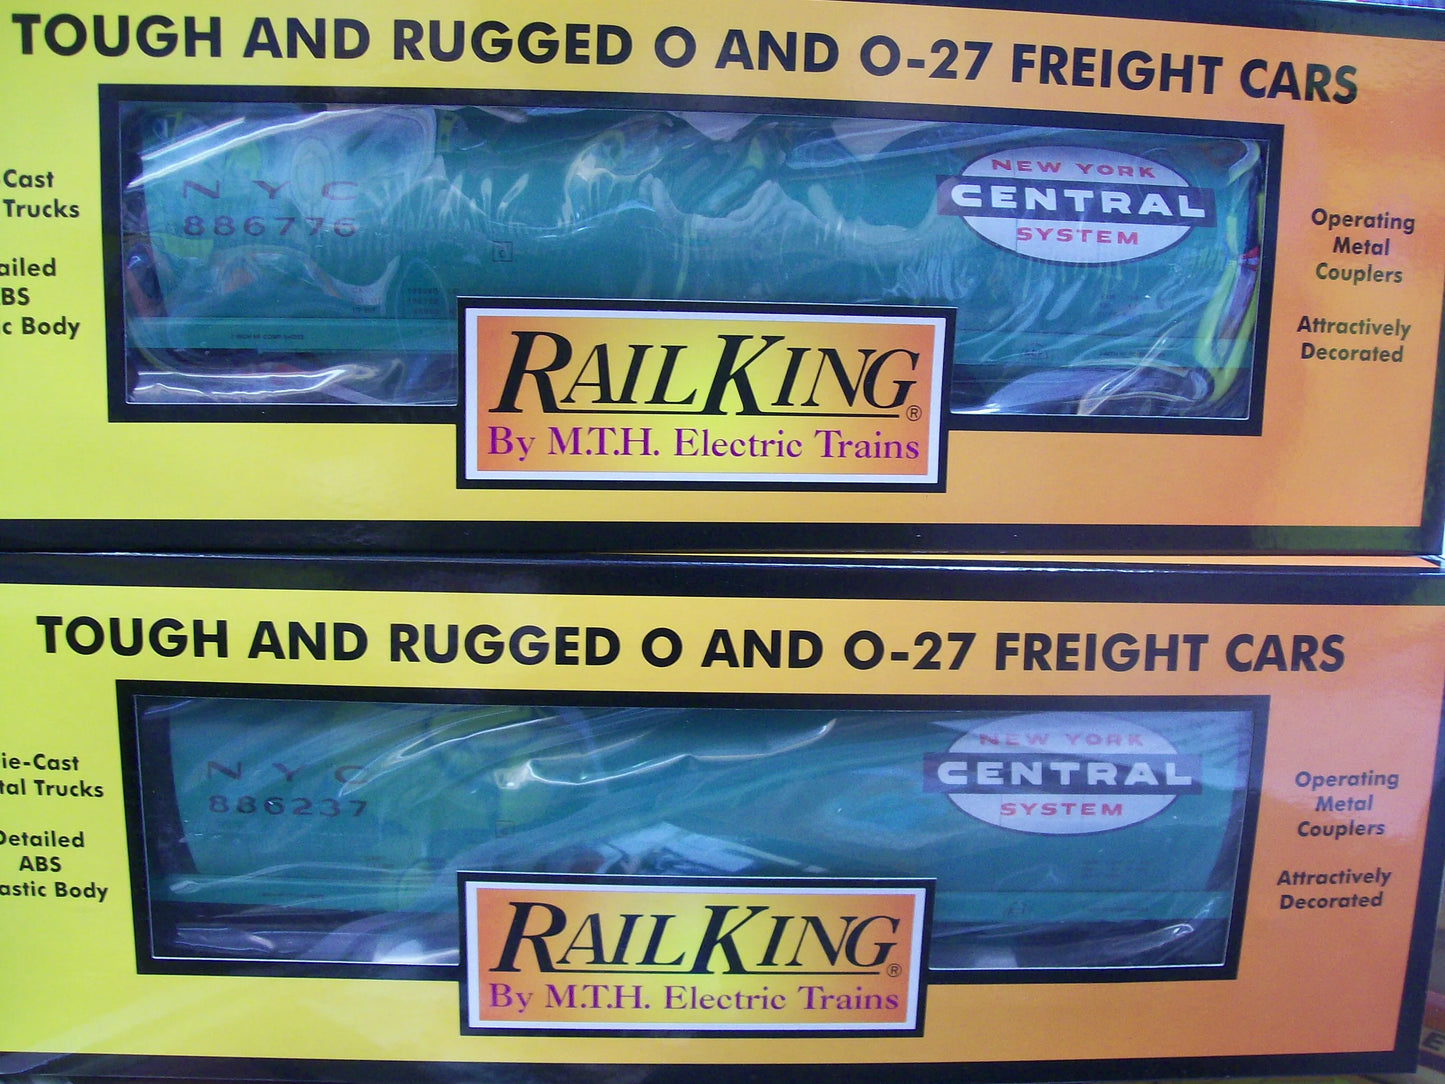 TOUGH AND RUGGED O AND O-27 FREIGHT CARS
-Cast
Trucks
ailed
BS
c Body
N Y C
886776
C
NEW YORK
CENTRAL
SYSTEM
Operating
Metal
Couplers
Attractively
Decorated
RAILKING®
By M.T.H. Electric Trains
TOUGH AND RUGGED O AND O-27 FREIGHT CARS
ie-Cast
tal Trucks
Detailed
ABS
astic Body
N Y C
886237
NEW YORK
CENTRAL
SYSTEM
Operating
Metal
Couplers
Attractively
Decorated
RAILKING®
By M.T.H. Electric Trains